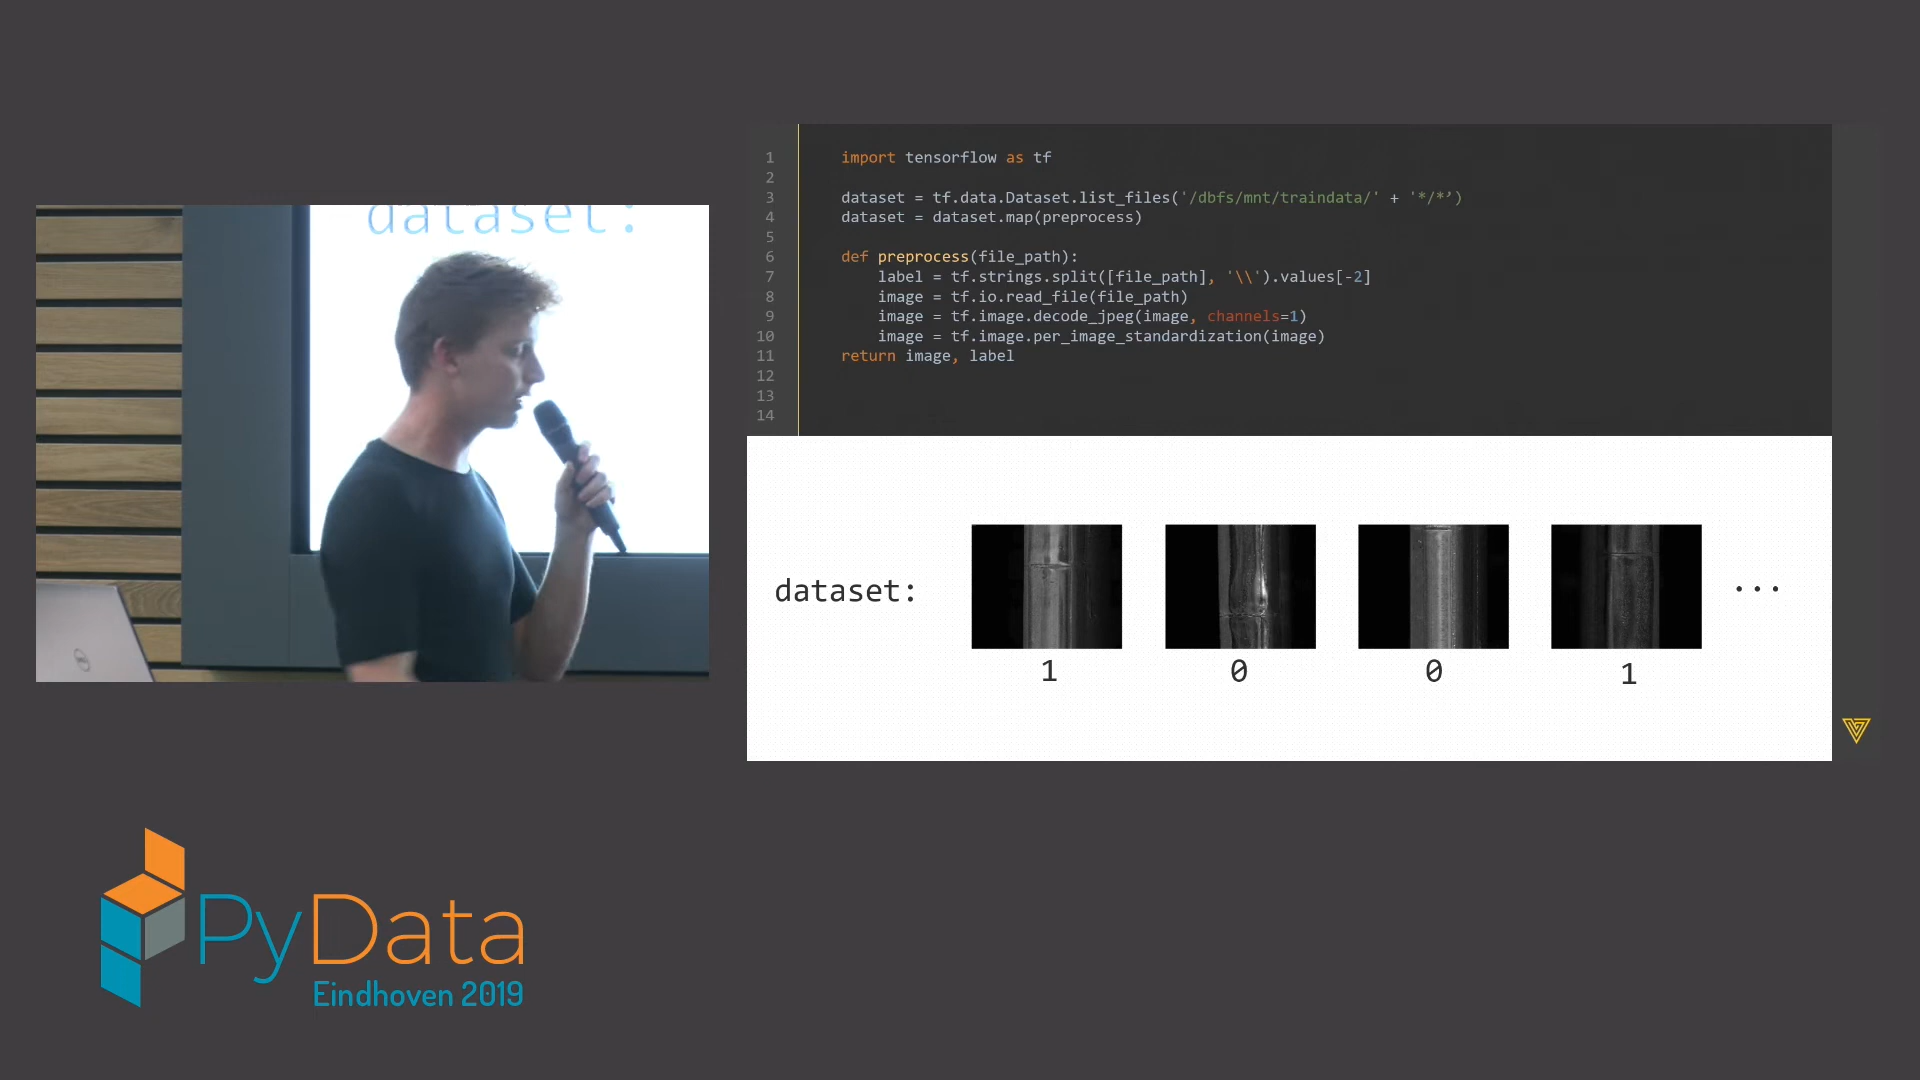 dataset:
1 import tensorflow as tf
2
3 dataset = tf.data.Dataset.list_files('/dbfs/mnt/traindata/' + '*/*’)
4 dataset = dataset.map(preprocess)
5
6 def preprocess(file_path):
7 label = tf.strings.split([file_path], '\\').values[-2]
8 image = tf.io.read_file(file_path)
9 image = tf.image.decode_jpeg(image, channels=1)
10 image = tf.image.per_image_standardization(image)
11 return image, label
12
13
14
dataset: ...
1 0 0 1
DELL
PyData
Eindhoven 2019